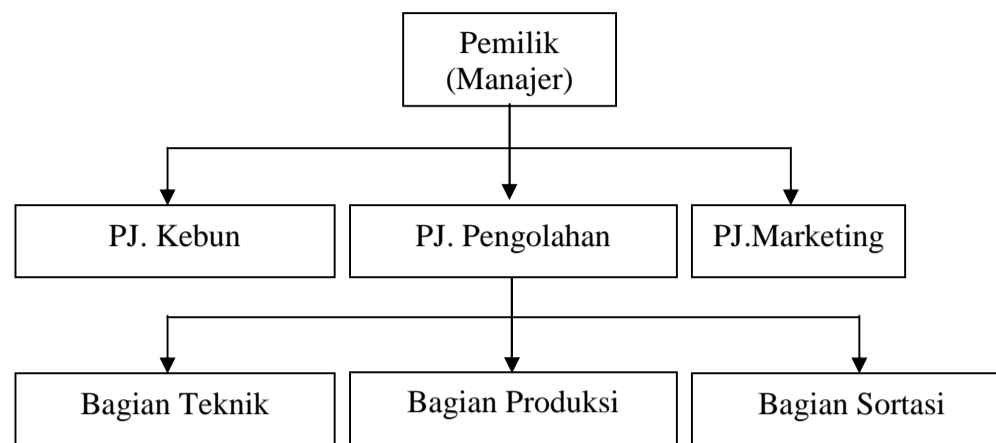 Pemilik
(Manajer)
PJ. Kebun
PJ. Pengolahan
PJ.Marketing
Bagian Teknik
Bagian Produksi
Bagian Sortasi